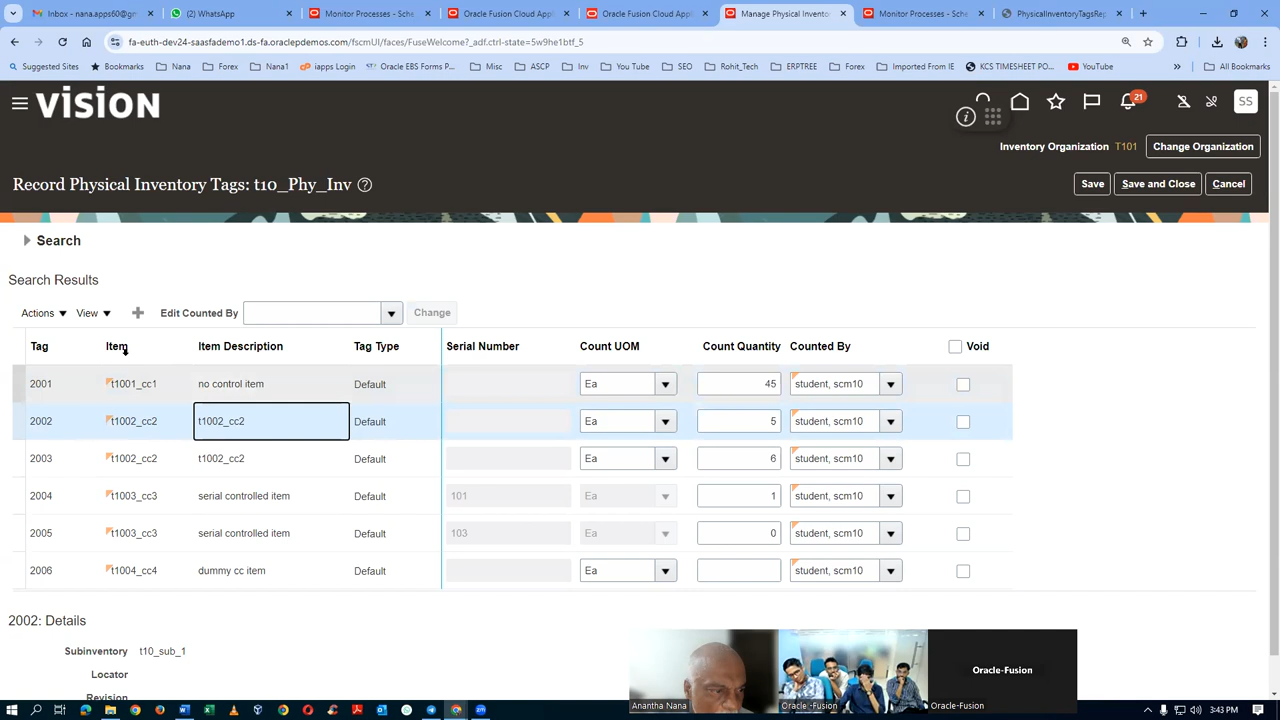 Inbox - nana.apps60@gm
(2) WhatsApp
Monitor Processes - Sche
Oracle Fusion Cloud Appl
Oracle Fusion Cloud Appl
Manage Physical Invento
Monitor Processes - Sche
PhysicalInventoryTagsRep
fa-euth-dev24-saasfademo1.ds-fa.oraclepdemos.com/fscmUI/faces/FuseWelcome?_adf.ctrl-state=5w9he1btf_5
Suggested Sites
Bookmarks
Nana
Forex
Nana1
iapps Login
Oracle EBS Forms P...
Misc
ASCP
Inv
You Tube
SEO
Rohit_Tech
Oracle
ERPTREE
Forex
Imported From IE
KCS TIMESHEET PO...
YouTube
All Bookmarks
VISION
21
SS
Inventory Organization T101 Change Organization
Record Physical Inventory Tags: t10_Phy_Inv
Save Save and Close Cancel
Search
Search Results
Actions View Edit Counted By Change
Tag Item Item Description Tag Type Serial Number Count UOM Count Quantity Counted By Void
2001 t1001_cc1 no control item Default Ea 45 student, scm10
2002 t1002_cc2 t1002_cc2 Default Ea 5 student, scm10
2003 t1002_cc2 t1002_cc2 Default Ea 6 student, scm10
2004 t1003_cc3 serial controlled item Default 101 Ea 1 student, scm10
2005 t1003_cc3 serial controlled item Default 103 Ea 0 student, scm10
2006 t1004_cc4 dummy cc item Default Ea student, scm10
2002: Details
Subinventory t10_sub_1
Locator
Revision
Oracle-Fusion
Anantha Nana
Oracle-Fusion
Oracle-Fusion
3:43 PM